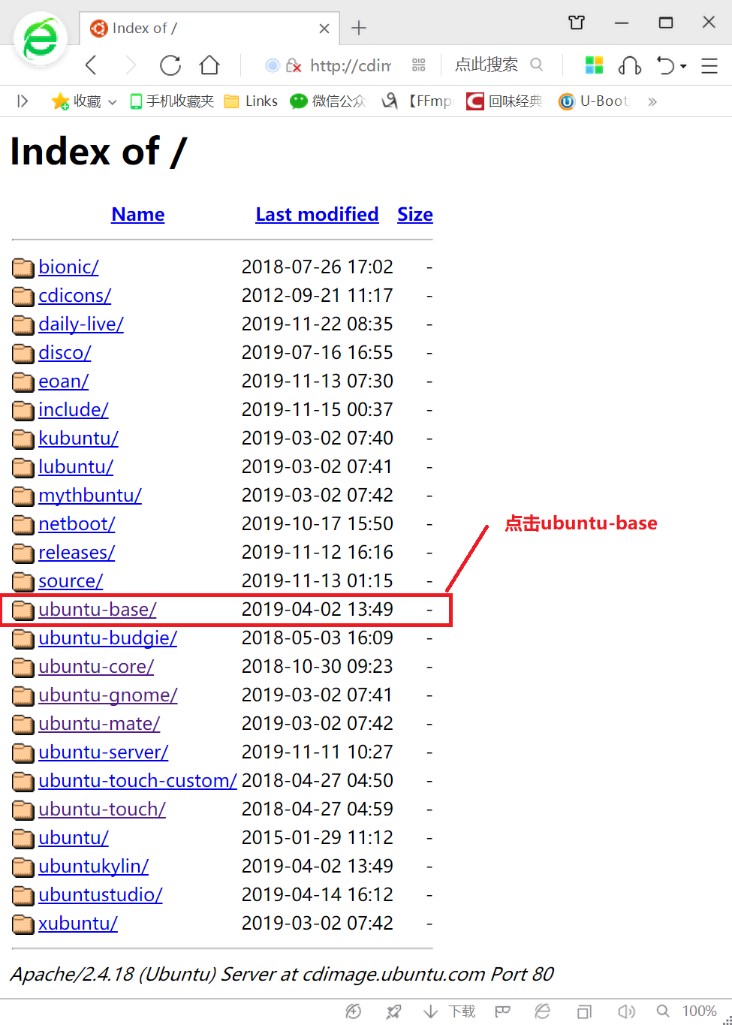 Index of /
http://cdim
点此搜索
收藏
手机收藏夹
Links
微信公众
【FFmp
回味经典
U-Boot
»
Index of /
Name Last modified Size
bionic/ 2018-07-26 17:02 -
cdicons/ 2012-09-21 11:17 -
daily-live/ 2019-11-22 08:35 -
disco/ 2019-07-16 16:55 -
eoan/ 2019-11-13 07:30 -
include/ 2019-11-15 00:37 -
kubuntu/ 2019-03-02 07:40 -
lubuntu/ 2019-03-02 07:41 -
mythbuntu/ 2019-03-02 07:42 -
netboot/ 2019-10-17 15:50 -
点击ubuntu-base
releases/ 2019-11-12 16:16 -
source/ 2019-11-13 01:15 -
ubuntu-base/ 2019-04-02 13:49 -
ubuntu-budgie/ 2018-05-03 16:09 -
ubuntu-core/ 2018-10-30 09:23 -
ubuntu-gnome/ 2019-03-02 07:41 -
ubuntu-mate/ 2019-03-02 07:42 -
ubuntu-server/ 2019-11-11 10:27 -
ubuntu-touch-custom/ 2018-04-27 04:50 -
ubuntu-touch/ 2018-04-27 04:59 -
ubuntu/ 2015-01-29 11:12 -
ubuntukylin/ 2019-04-02 13:49 -
ubuntustudio/ 2019-04-14 16:12 -
xubuntu/ 2019-03-02 07:42 -
Apache/2.4.18 (Ubuntu) Server at cdimage.ubuntu.com Port 80
下载
100%